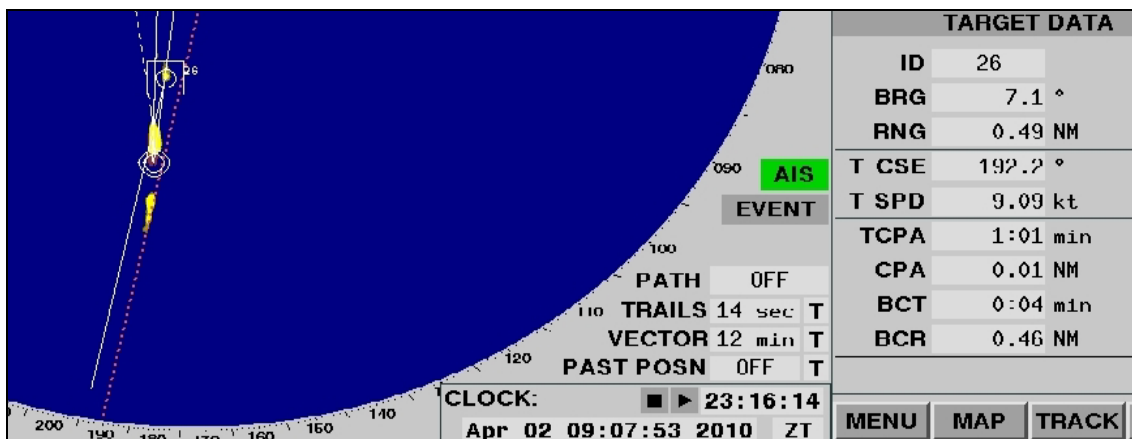 TARGET DATA
ID 26
BRG 7.1 °
RNG 0.49 NM
T CSE 192.2 °
T SPD 9.09 kt
TCPA 1:01 min
CPA 0.01 NM
BCT 0:04 min
BCR 0.46 NM
MENU MAP TRACK
26
080
090
AIS
EVENT
100
PATH OFF
110 TRAILS 14 sec T
VECTOR 12 min T
120
PAST POSN OFF T
CLOCK: 23:16:14
Apr 02 09:07:53 2010 ZT
200 190 180 170 160 150 140